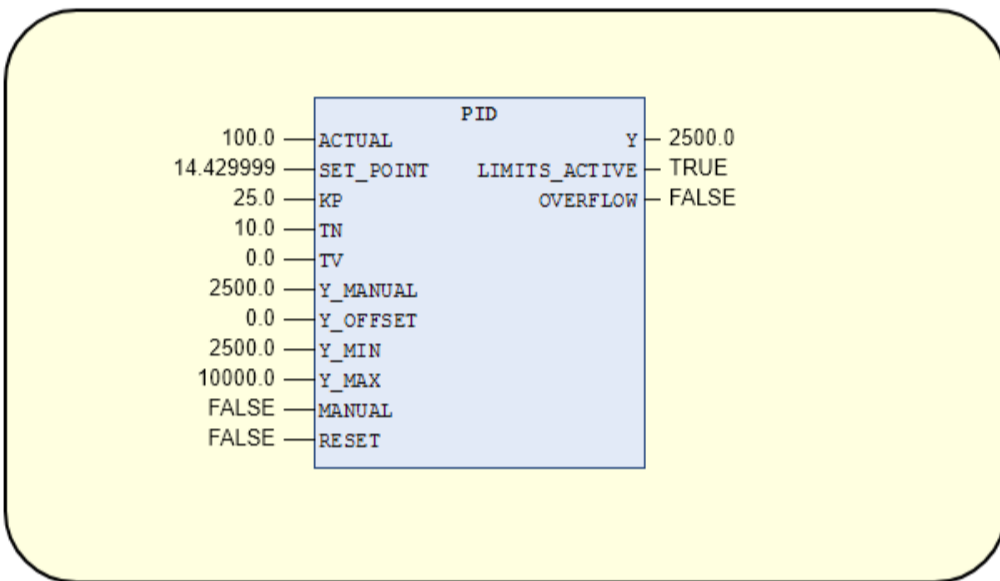 PID
100.0 ACTUAL Y 2500.0
14.429999 SET_POINT LIMITS_ACTIVE TRUE
25.0 KP OVERFLOW FALSE
10.0 TN
0.0 TV
2500.0 Y_MANUAL
0.0 Y_OFFSET
2500.0 Y_MIN
10000.0 Y_MAX
FALSE MANUAL
FALSE RESET